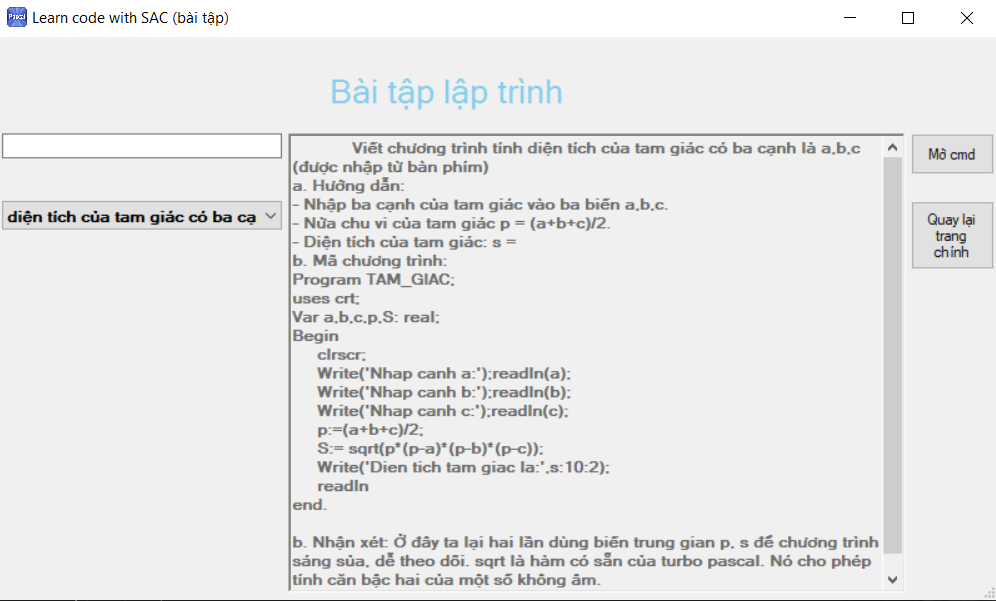 Pascal
Learn code with SAC (bài tập)
Bài tập lập trình
diện tích của tam giác có ba cạ
Viết chương trình tính diện tích của tam giác có ba cạnh là a,b,c
(được nhập từ bàn phím)
a. Hướng dẫn:
- Nhập ba cạnh của tam giác vào ba biến a,b,c.
- Nửa chu vi của tam giác p = (a+b+c)/2.
- Diện tích của tam giác: s =
b. Mã chương trình:
Program TAM_GIAC;
uses crt;
Var a,b,c,p,S: real;
Begin
clrscr;
Write('Nhap canh a:');readln(a);
Write('Nhap canh b:');readln(b);
Write('Nhap canh c:');readln(c);
p:=(a+b+c)/2;
S:= sqrt(p*(p-a)*(p-b)*(p-c));
Write('Dien tich tam giac la:',s:10:2);
readln
end.
b. Nhận xét: Ở đây ta lại hai lần dùng biến trung gian p, s để chương trình
sáng sủa, dễ theo dõi. sqrt là hàm có sẵn của turbo pascal. Nó cho phép
tính căn bậc hai của một số không âm.
Mở cmd
Quay lại
trang
chính